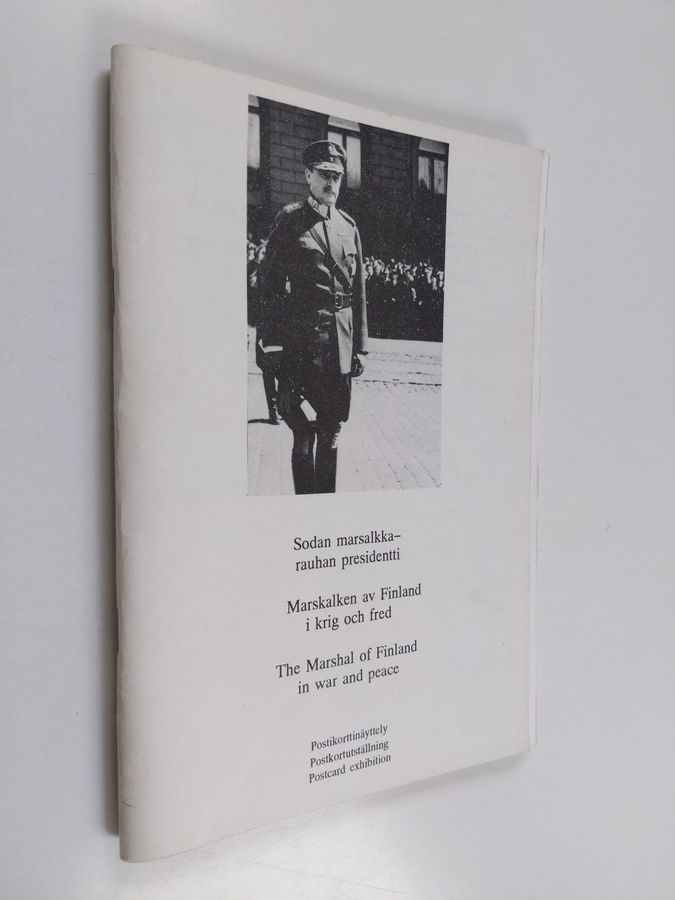 Sodan marsalkka–
rauhan presidentti
Marskalken av Finland
i krig och fred
The Marshal of Finland
in war and peace
Postikorttinäyttely
Postkortutställning
Postcard exhibition